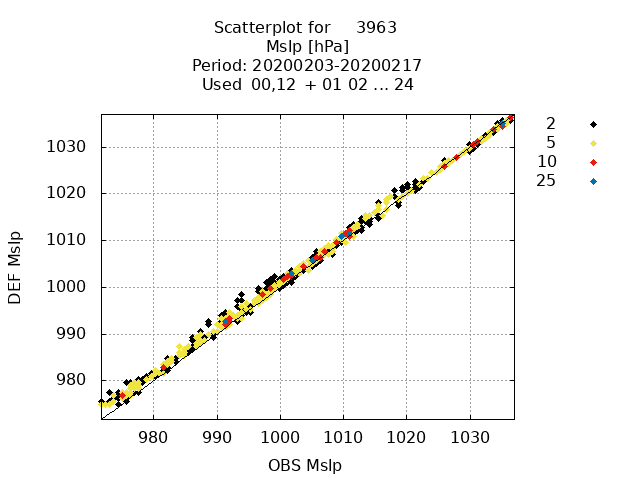 Scatterplot for 3963
Mslp [hPa]
Period: 20200203-20200217
Used 00,12 + 01 02 ... 24
2
5
10
25
1030
1020
1010
1000
990
980
DEF Mslp
980 990 1000 1010 1020 1030
OBS Mslp